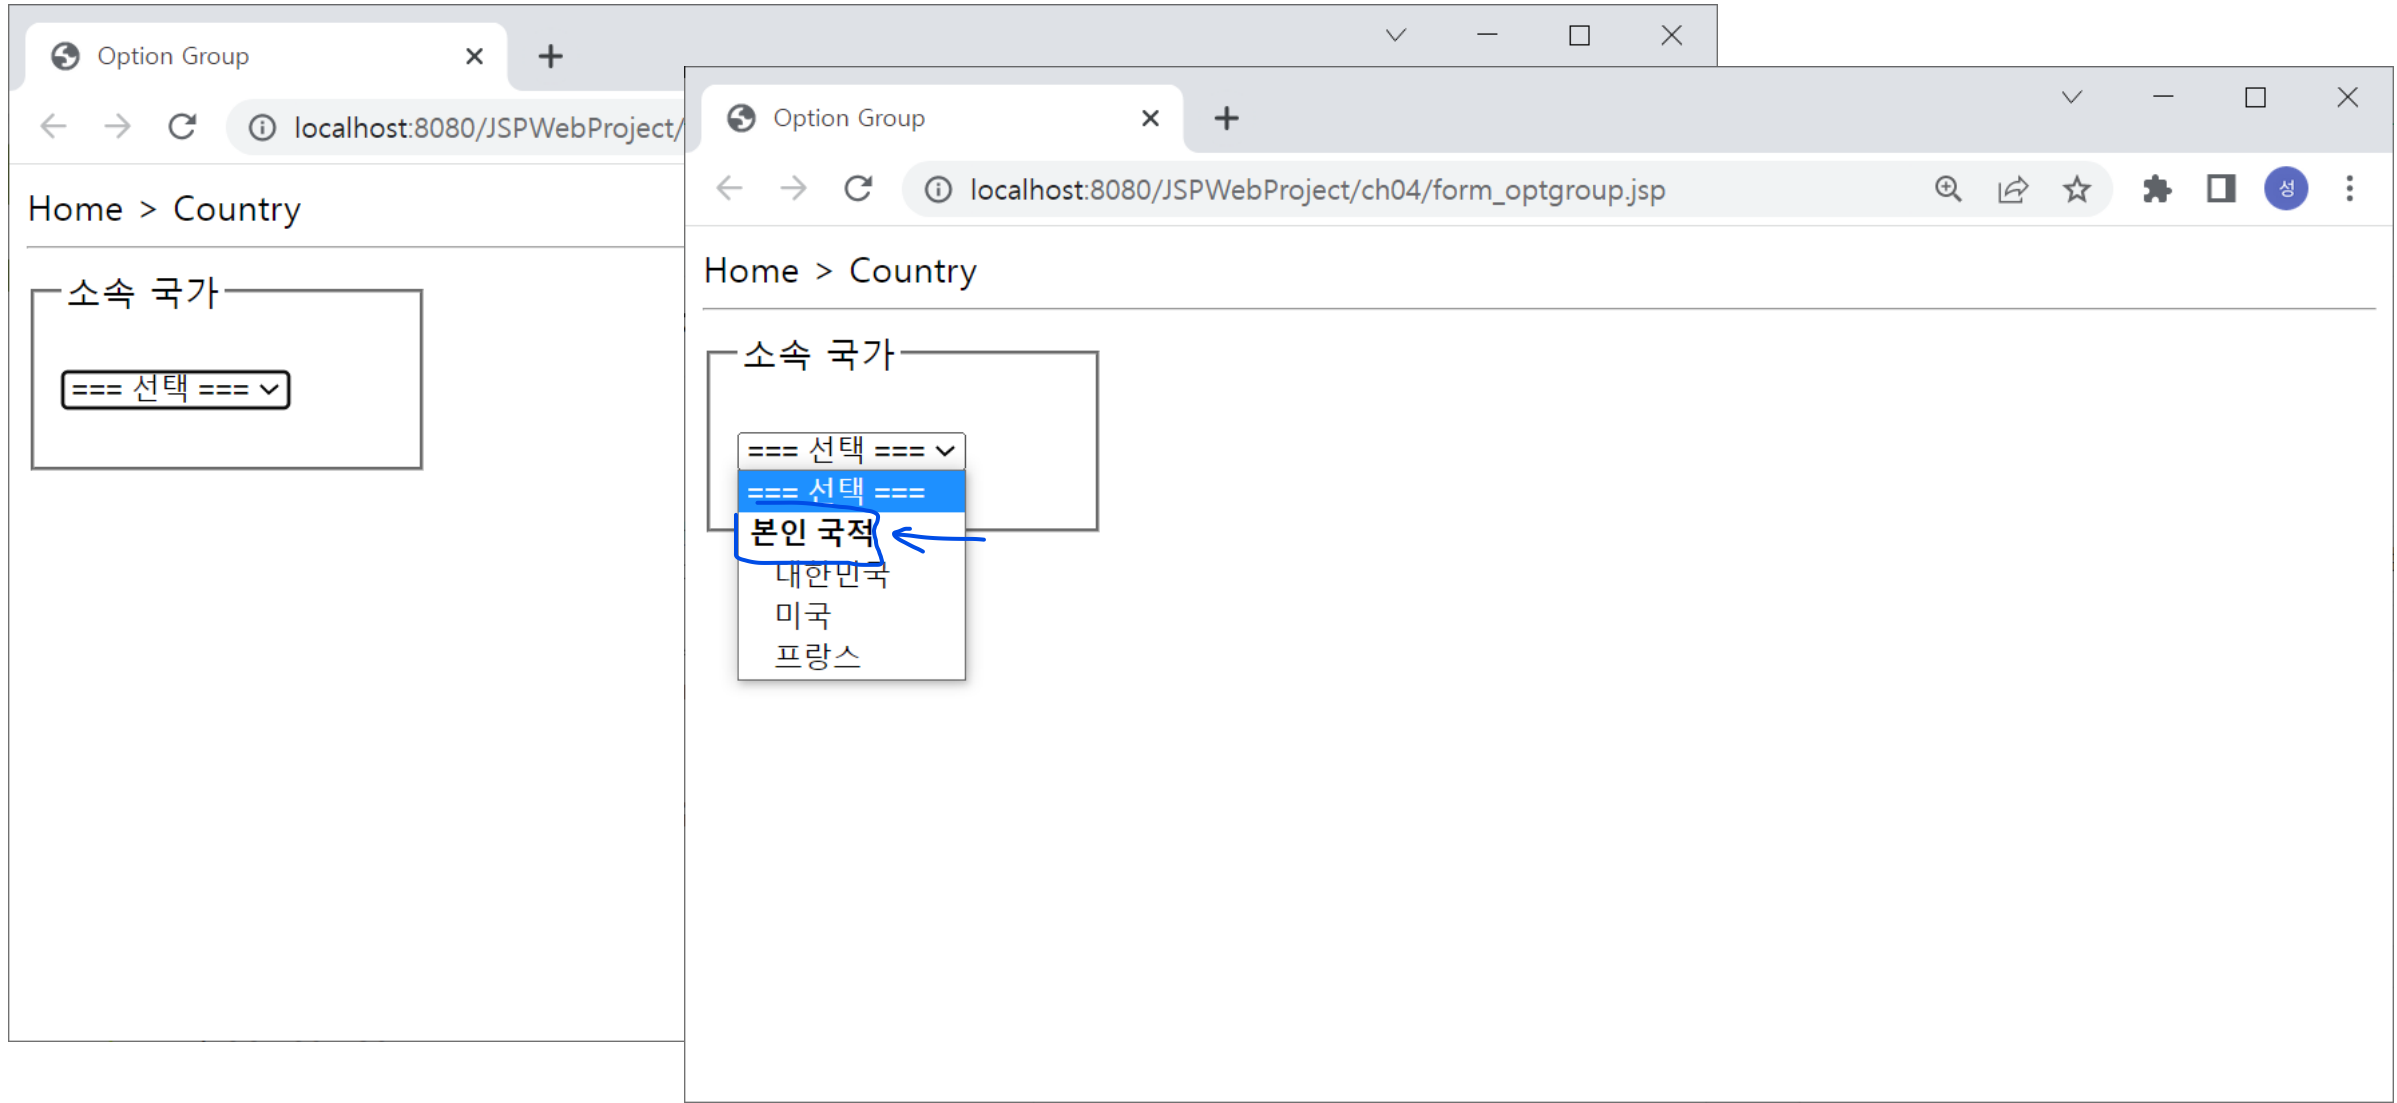 Option Group
localhost:8080/JSPWebProject/
Home > Country
소속 국가
=== 선택 ===
Option Group
localhost:8080/JSPWebProject/ch04/form_optgroup.jsp
성
Home > Country
소속 국가
=== 선택 ===
=== 선택 ===
본인 국적
대한민국
미국
프랑스